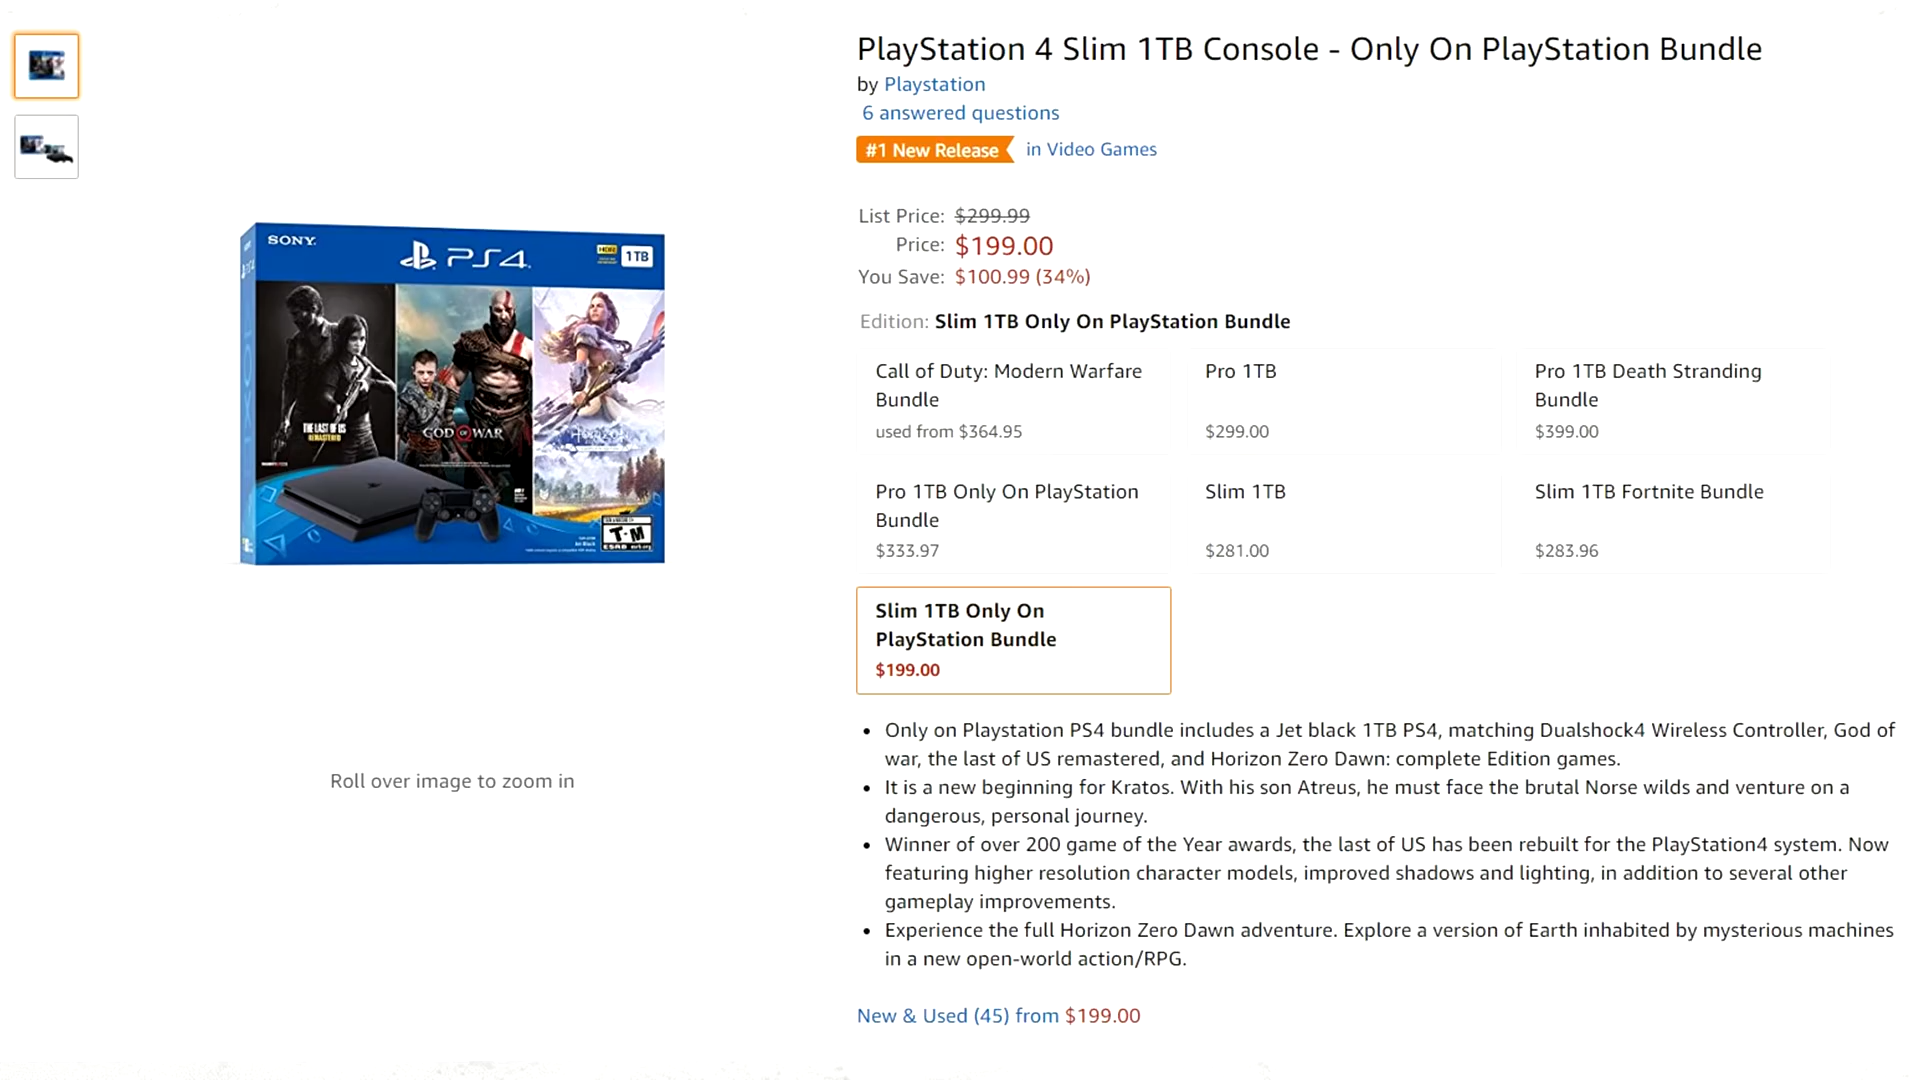 PlayStation 4 Slim 1TB Console - Only On PlayStation Bundle
by Playstation
6 answered questions
#1 New Release in Video Games
List Price: $299.99
Price: $199.00
You Save: $100.99 (34%)
Edition: Slim 1TB Only On PlayStation Bundle
Call of Duty: Modern Warfare
Bundle
used from $364.95
Pro 1TB
$299.00
Pro 1TB Death Stranding
Bundle
$399.00
Pro 1TB Only On PlayStation
Bundle
$333.97
Slim 1TB
$281.00
Slim 1TB Fortnite Bundle
$283.96
Slim 1TB Only On
PlayStation Bundle
$199.00
Only on Playstation PS4 bundle includes a Jet black 1TB PS4, matching Dualshock4 Wireless Controller, God of
war, the last of US remastered, and Horizon Zero Dawn: complete Edition games.
It is a new beginning for Kratos. With his son Atreus, he must face the brutal Norse wilds and venture on a
dangerous, personal journey.
Winner of over 200 game of the Year awards, the last of US has been rebuilt for the PlayStation4 system. Now
featuring higher resolution character models, improved shadows and lighting, in addition to several other
gameplay improvements.
Experience the full Horizon Zero Dawn adventure. Explore a version of Earth inhabited by mysterious machines
in a new open-world action/RPG.
New & Used (45) from $199.00
SONY
PS4
HDR
1TB
THE LAST OF US
REMASTERED
GOD OF WAR
HORIZON
T-M
ESRB
Roll over image to zoom in